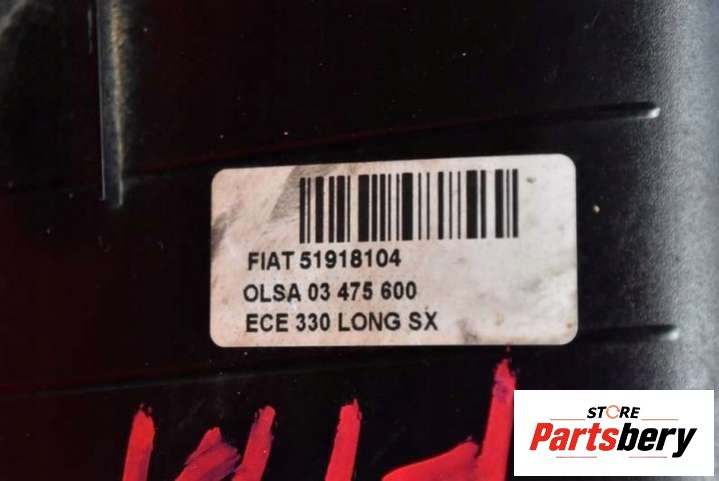 FIAT 51918104
OLSA 03 475 600
ECE 330 LONG SX
STORE
Partsbery